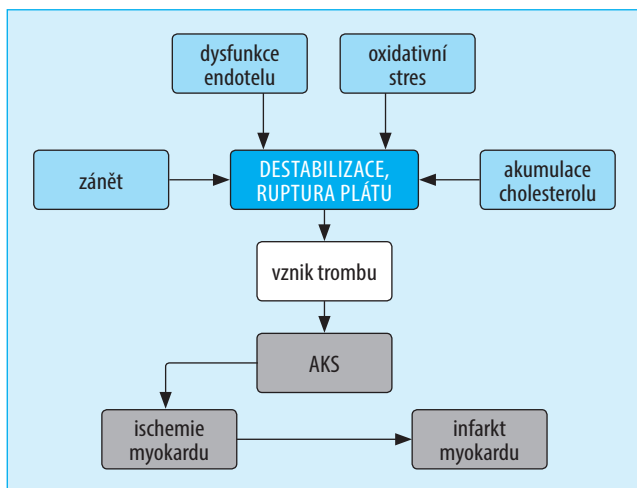 dysfunkce
endotelu
oxidativní
stres
zánět
DESTABILIZACE,
RUPTURA PLÁTU
akumulace
cholesterolu
vznik trombu
AKS
ischemie
myokardu
infarkt
myokardu